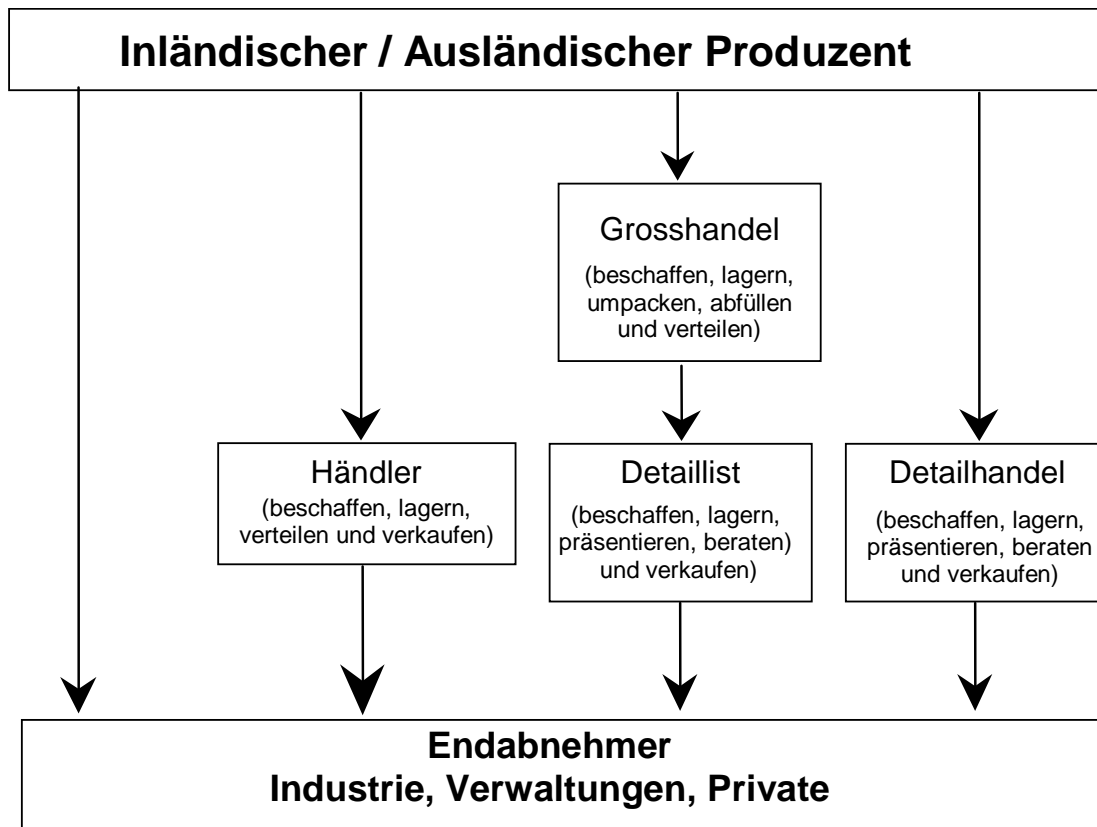 Inländischer / Ausländischer Produzent
Grosshandel
(beschaffen, lagern,
umpacken, abfüllen
und verteilen)
Händler
(beschaffen, lagern,
verteilen und verkaufen)
Detaillist
(beschaffen, lagern,
präsentieren, beraten)
und verkaufen)
Detailhandel
(beschaffen, lagern,
präsentieren, beraten
und verkaufen)
Endabnehmer
Industrie, Verwaltungen, Private